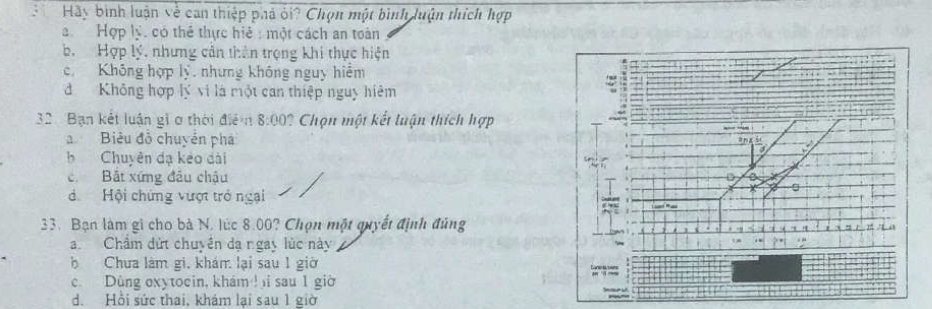 31. Hãy bình luận về can thiệp phá ối? Chọn một bình luận thích hợp
a. Hợp lý, có thể thực hiện một cách an toàn
b. Hợp lý, nhưng cẩn thận trọng khi thực hiện
c. Không hợp lý, nhưng không nguy hiểm
d. Không hợp lý vì là một can thiệp nguy hiểm
32. Bạn kết luận gì ở thời điểm 8:00? Chọn một kết luận thích hợp
a. Biểu đồ chuyển pha
b. Chuyển dạ kéo dài
c. Bất xứng đầu chậu
d. Hội chứng vượt trở ngại
33. Bạn làm gì cho bà N. lúc 8.00? Chọn một quyết định đúng
a. Chấm dứt chuyển dạ ngay lúc này
b. Chưa làm gì, khám lại sau 1 giờ
c. Dùng oxytocin, khám lại sau 1 giờ
d. Hồi sức thai, khám lại sau 1 giờ